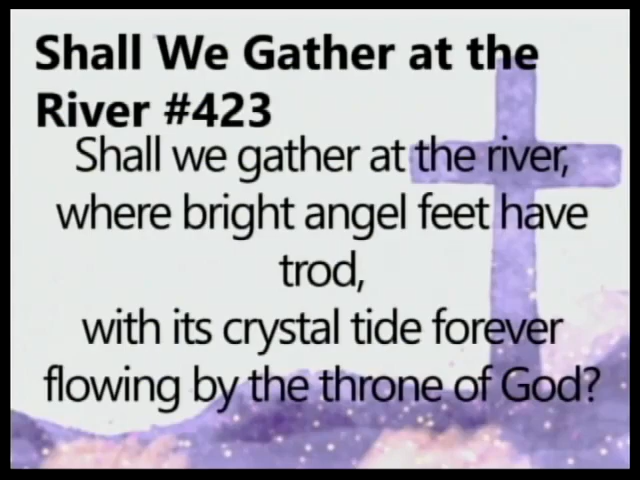 Shall We Gather at the
River #423
Shall we gather at the river,
where bright angel feet have
trod,
with its crystal tide forever
flowing by the throne of God?